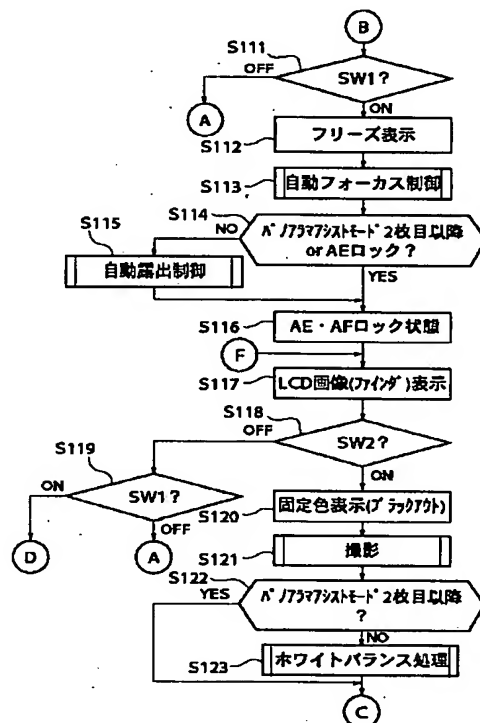 B
S111
OFF
SW1?
A
ON
S112
フリーズ表示
S113
自動フォーカス制御
S114
S115
NO
パノラマアシストモード2枚目以降
or AEロック?
自動露出制御
YES
S116
AE・AFロック状態
F
S117
LCD画像(ファインダ)表示
S118
OFF
SW2?
S119
ON
SW1?
ON
S120
固定色表示(ブラックアウト)
D
A
OFF
S121
撮影
S122
YES
パノラマアシストモード2枚目以降
?
NO
S123
ホワイトバランス処理
C